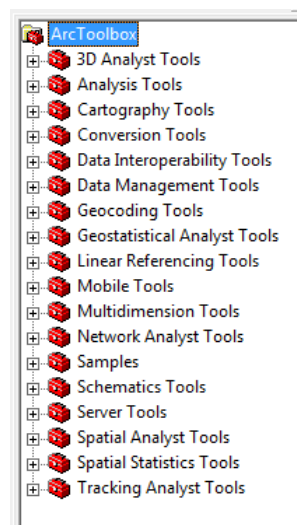 ArcToolbox
3D Analyst Tools
Analysis Tools
Cartography Tools
Conversion Tools
Data Interoperability Tools
Data Management Tools
Geocoding Tools
Geostatistical Analyst Tools
Linear Referencing Tools
Mobile Tools
Multidimension Tools
Network Analyst Tools
Samples
Schematics Tools
Server Tools
Spatial Analyst Tools
Spatial Statistics Tools
Tracking Analyst Tools